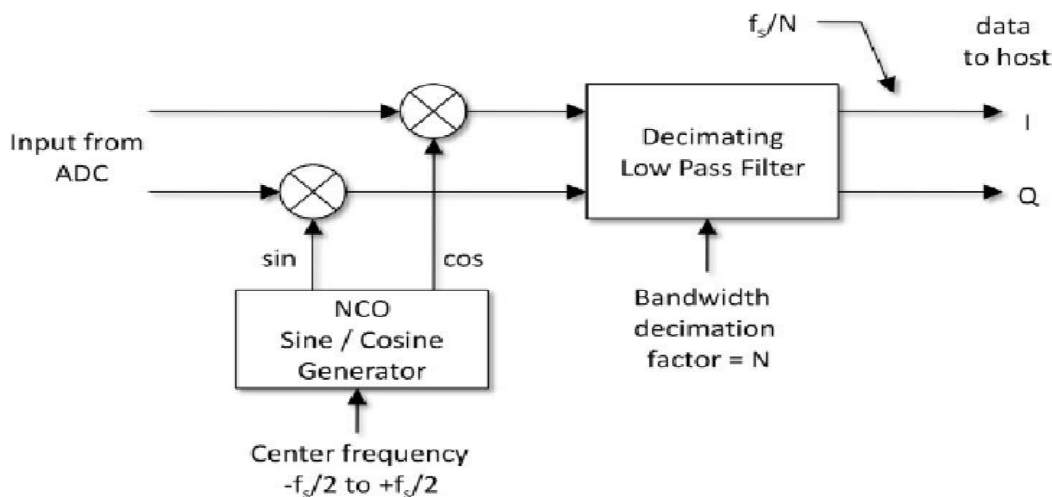 f_s/N
data
to host
Input from
ADC
Decimating
Low Pass Filter
I
Q
sin
cos
NCO
Sine / Cosine
Generator
Bandwidth
decimation
factor = N
Center frequency
-f_s/2 to +f_s/2